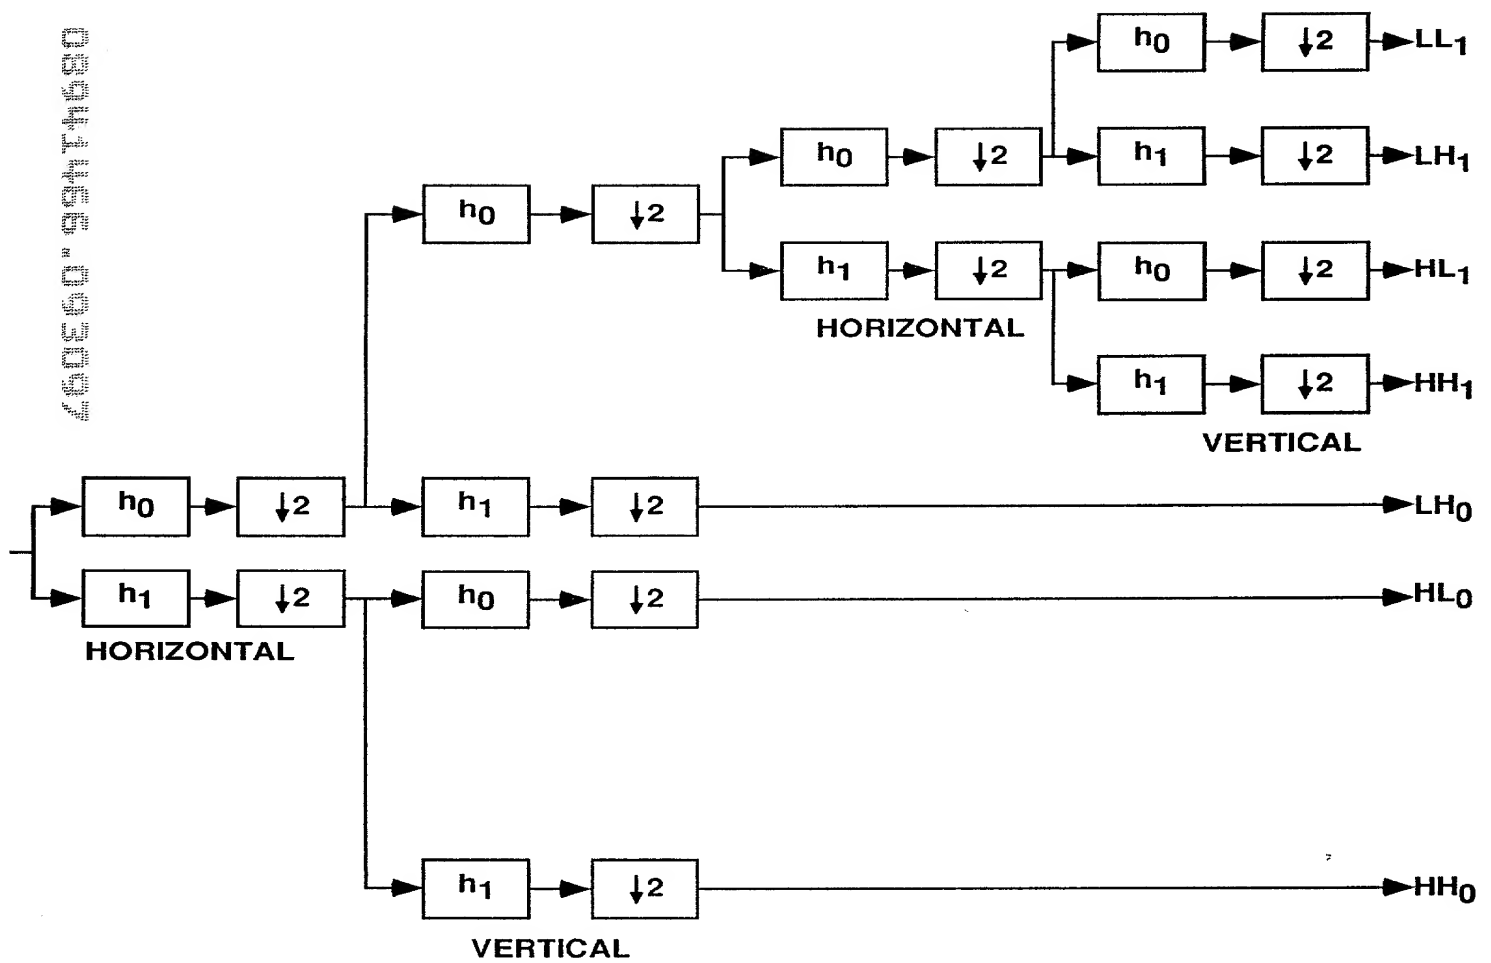 h0 ↓2 LL1
h0 ↓2 h1 ↓2 LH1
h0 ↓2
h1 ↓2 h0 ↓2 HL1
HORIZONTAL
h1 ↓2 HH1
VERTICAL
h0 ↓2 h1 ↓2 LH0
h1 ↓2 h0 ↓2 HL0
HORIZONTAL
h1 ↓2 HH0
VERTICAL